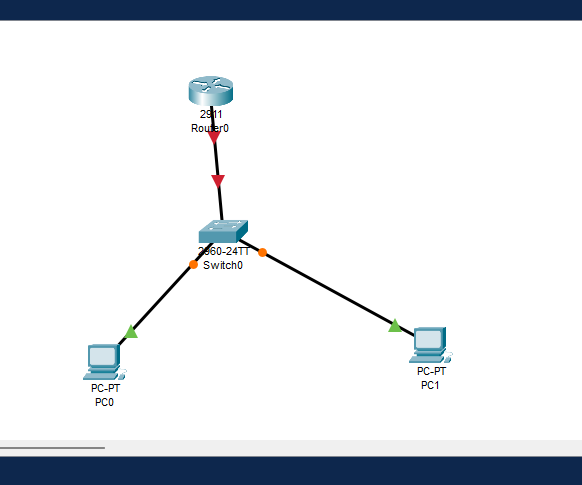 2911
Router0
2960-24TT
Switch0
PC-PT
PC0
PC-PT
PC1